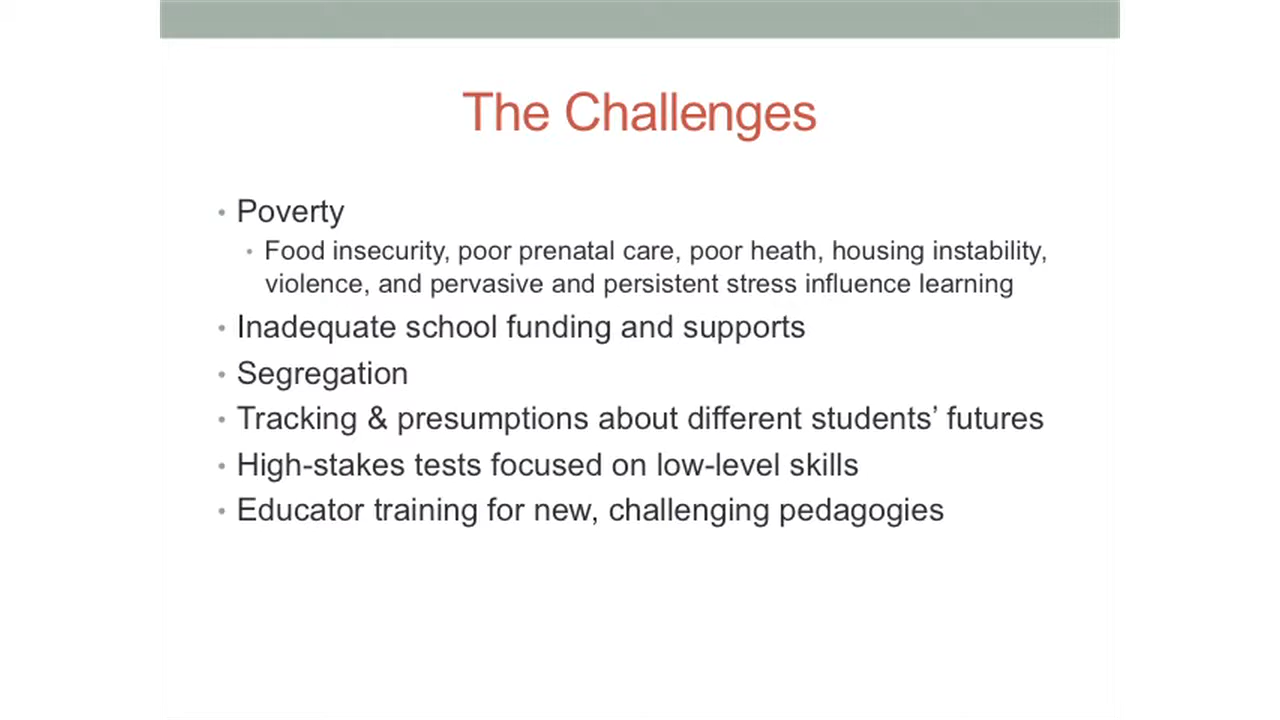 The Challenges
• Poverty
• Food insecurity, poor prenatal care, poor heath, housing instability,
violence, and pervasive and persistent stress influence learning
• Inadequate school funding and supports
• Segregation
• Tracking & presumptions about different students’ futures
• High-stakes tests focused on low-level skills
• Educator training for new, challenging pedagogies